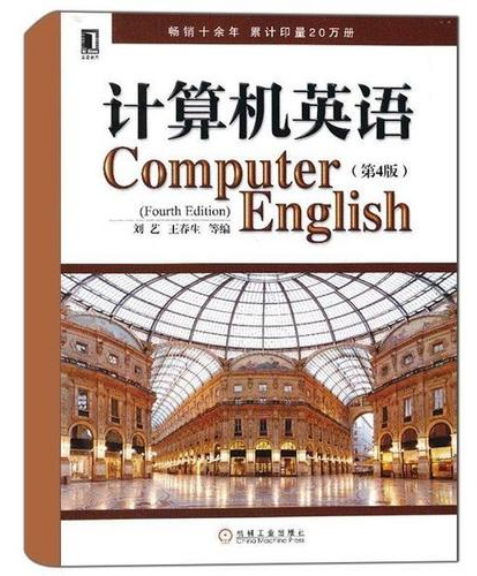 畅销十余年 累计印量20万册
计算机英语
Computer
(第4版)
English
(Fourth Edition)
刘艺 王春生 等编
机械工业出版社
China Machine Press